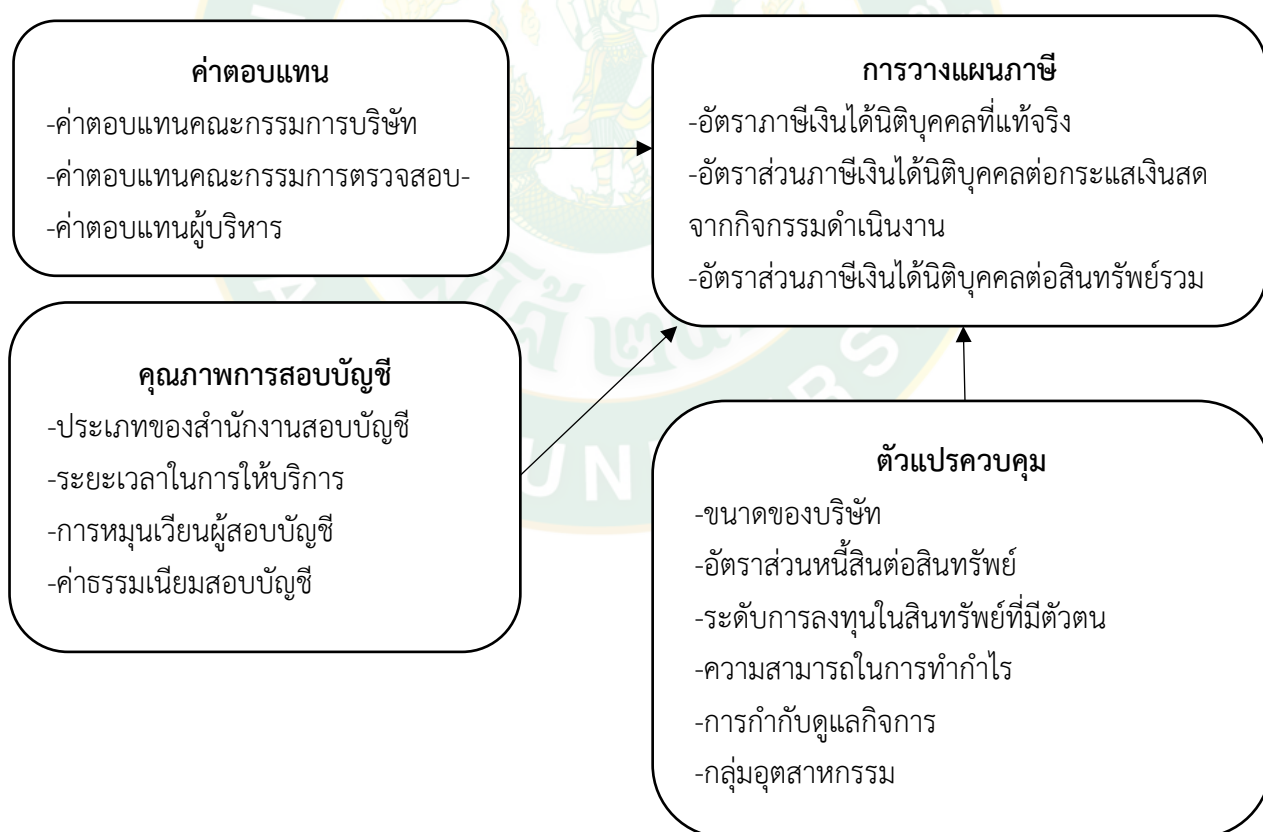 ค่าตอบแทน
-ค่าตอบแทนคณะกรรมการบริษัท
-ค่าตอบแทนคณะกรรมการตรวจสอบ-
-ค่าตอบแทนผู้บริหาร
การวางแผนภาษี
-อัตราภาษีเงินได้นิติบุคคลที่แท้จริง
-อัตราส่วนภาษีเงินได้นิติบุคคลต่อกระแสเงินสด
จากกิจกรรมดำเนินงาน
-อัตราส่วนภาษีเงินได้นิติบุคคลต่อสินทรัพย์รวม
คุณภาพการสอบบัญชี
-ประเภทของสำนักงานสอบบัญชี
-ระยะเวลาในการให้บริการ
-การหมุนเวียนผู้สอบบัญชี
-ค่าธรรมเนียมสอบบัญชี
ตัวแปรควบคุม
-ขนาดของบริษัท
-อัตราส่วนหนี้สินต่อสินทรัพย์
-ระดับการลงทุนในสินทรัพย์ที่มีตัวตน
-ความสามารถในการทำกำไร
-การกำกับดูแลกิจการ
-กลุ่มอุตสาหกรรม